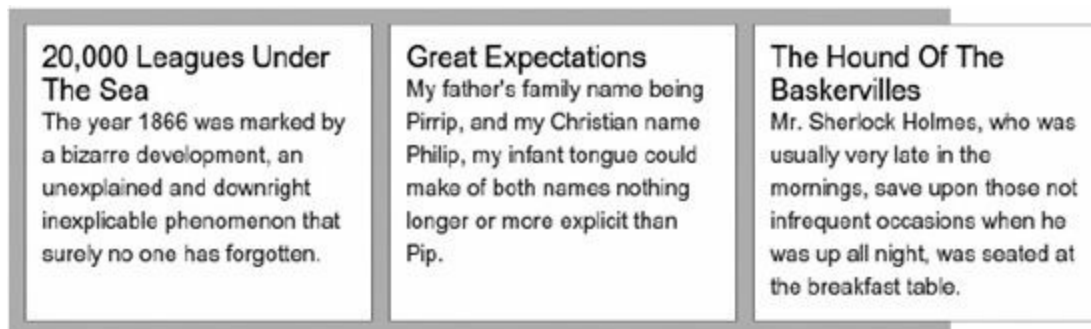 20,000 Leagues Under
The Sea
The year 1866 was marked by
a bizarre development, an
unexplained and downright
inexplicable phenomenon that
surely no one has forgotten.
Great Expectations
My father's family name being
Pirrip, and my Christian name
Philip, my infant tongue could
make of both names nothing
longer or more explicit than
Pip.
The Hound Of The
Baskervilles
Mr. Sherlock Holmes, who was
usually very late in the
mornings, save upon those not
infrequent occasions when he
was up all night, was seated at
the breakfast table.